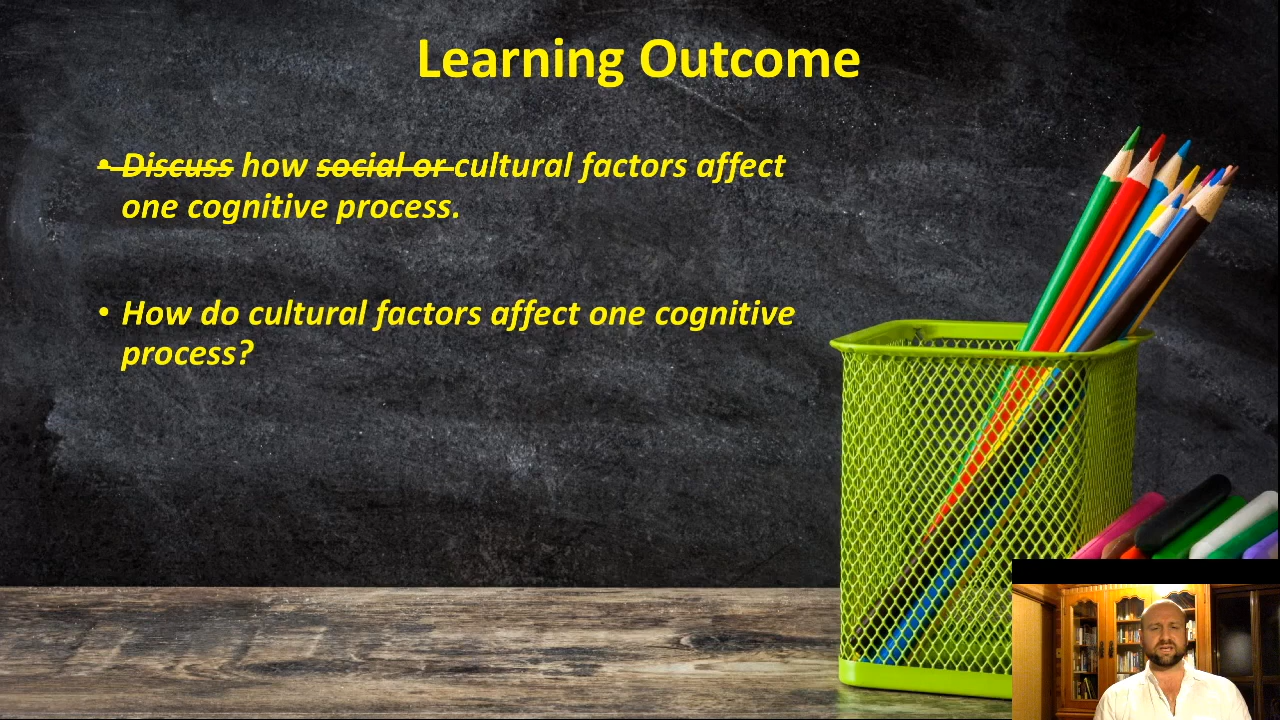 Learning Outcome
• Discuss how social or cultural factors affect
one cognitive process.
• How do cultural factors affect one cognitive
process?